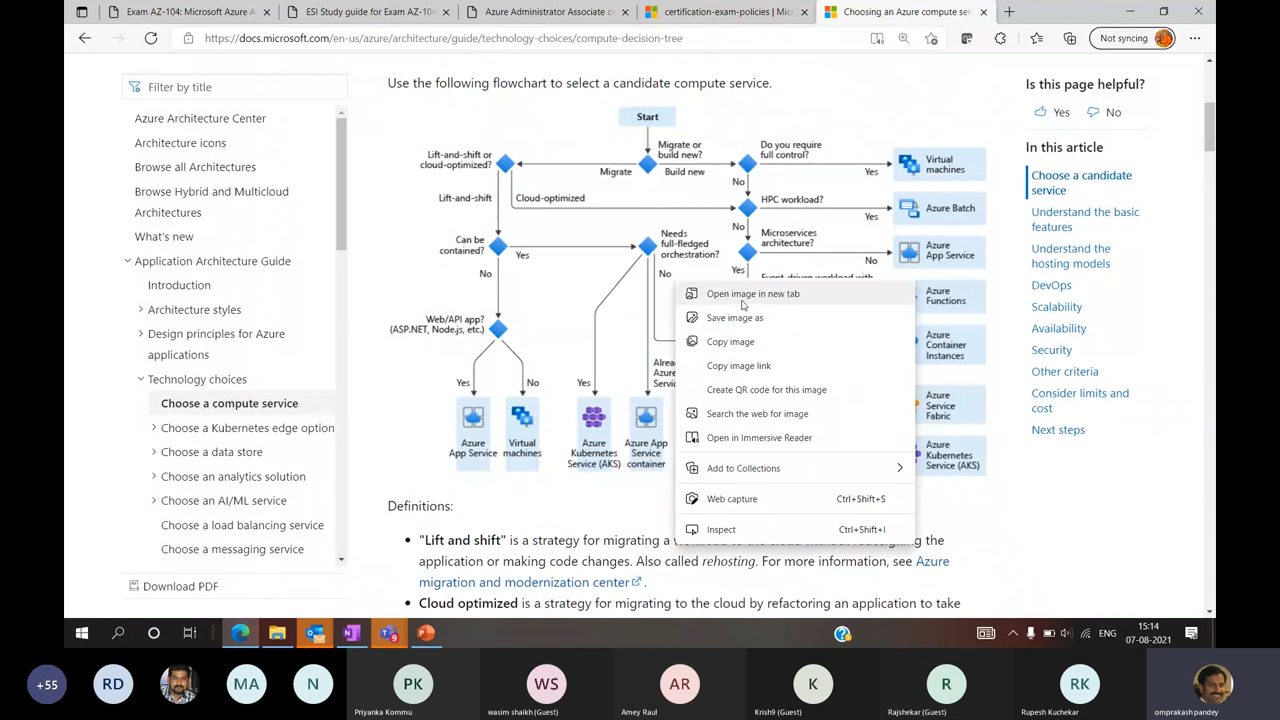 Exam AZ-104: Microsoft Azure A
ESI Study guide for Exam AZ-104
Azure Administrator Associate c
certification-exam-policies | Mic
Choosing an Azure compute ser
https://docs.microsoft.com/en-us/azure/architecture/guide/technology-choices/compute-decision-tree
Not syncing
Filter by title
Azure Architecture Center
Architecture icons
Browse all Architectures
Browse Hybrid and Multicloud
Architectures
What's new
Application Architecture Guide
Introduction
Architecture styles
Design principles for Azure
applications
Technology choices
Choose a compute service
Choose a Kubernetes edge option
Choose a data store
Choose an analytics solution
Choose an AI/ML service
Choose a load balancing service
Choose a messaging service
Download PDF
Use the following flowchart to select a candidate compute service.
Start
Migrate or
build new?
Migrate
Build new
Lift-and-shift or
cloud-optimized?
Lift-and-shift
Cloud-optimized
Do you require
full control?
Yes
Virtual
machines
No
HPC workload?
Yes
Azure Batch
No
Microservices
architecture?
No
Azure
App Service
Yes
Event-driven workload with
Can be
contained?
Yes
No
Needs
full-fledged
orchestration?
No
Azure
Functions
Azure
Container
Instances
Azure
Service
Fabric
Azure
Kubernetes
Service (AKS)
Web/API app?
(ASP.NET, Node.js, etc.)
Yes
No
Yes
Azure
App Service
Virtual
machines
Azure
Kubernetes
Service (AKS)
Azure App
Service
container
Open image in new tab
Save image as
Copy image
Copy image link
Create QR code for this image
Search the web for image
Open in Immersive Reader
Add to Collections
Web capture
Ctrl+Shift+S
Inspect
Ctrl+Shift+I
Definitions:
"Lift and shift" is a strategy for migrating a workload to the cloud without redesigning the
application or making code changes. Also called rehosting. For more information, see Azure
migration and modernization center.
Cloud optimized is a strategy for migrating to the cloud by refactoring an application to take
Is this page helpful?
Yes
No
In this article
Choose a candidate
service
Understand the basic
features
Understand the
hosting models
DevOps
Scalability
Availability
Security
Other criteria
Consider limits and
cost
Next steps
9
ENG
15:14
07-08-2021
+55
RD
MA
N
PK
Priyanka Kommu
WS
wasim shaikh (Guest)
AR
Amey Raul
K
Krish9 (Guest)
R
Rajshekar (Guest)
RK
Rupesh Kuchekar
omprakash pandey